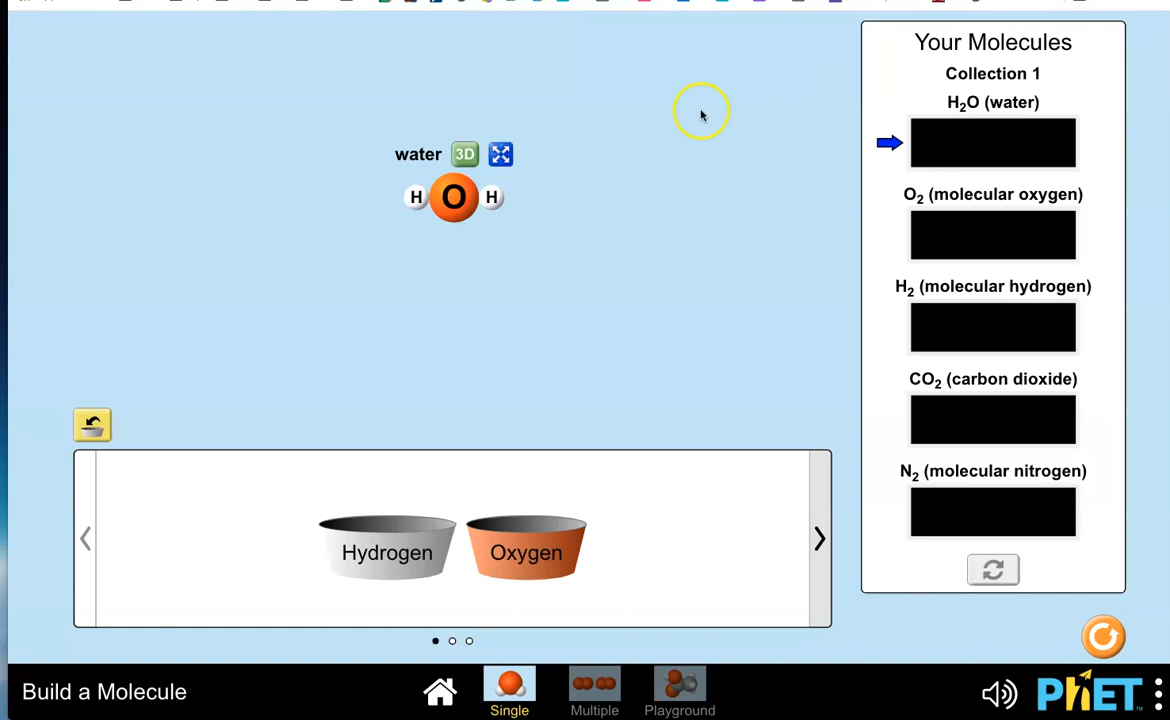 Your Molecules
Collection 1
H₂O (water)
O₂ (molecular oxygen)
H₂ (molecular hydrogen)
CO₂ (carbon dioxide)
N₂ (molecular nitrogen)
water 3D
H O H
Hydrogen Oxygen
Build a Molecule
Single Multiple Playground
PhET